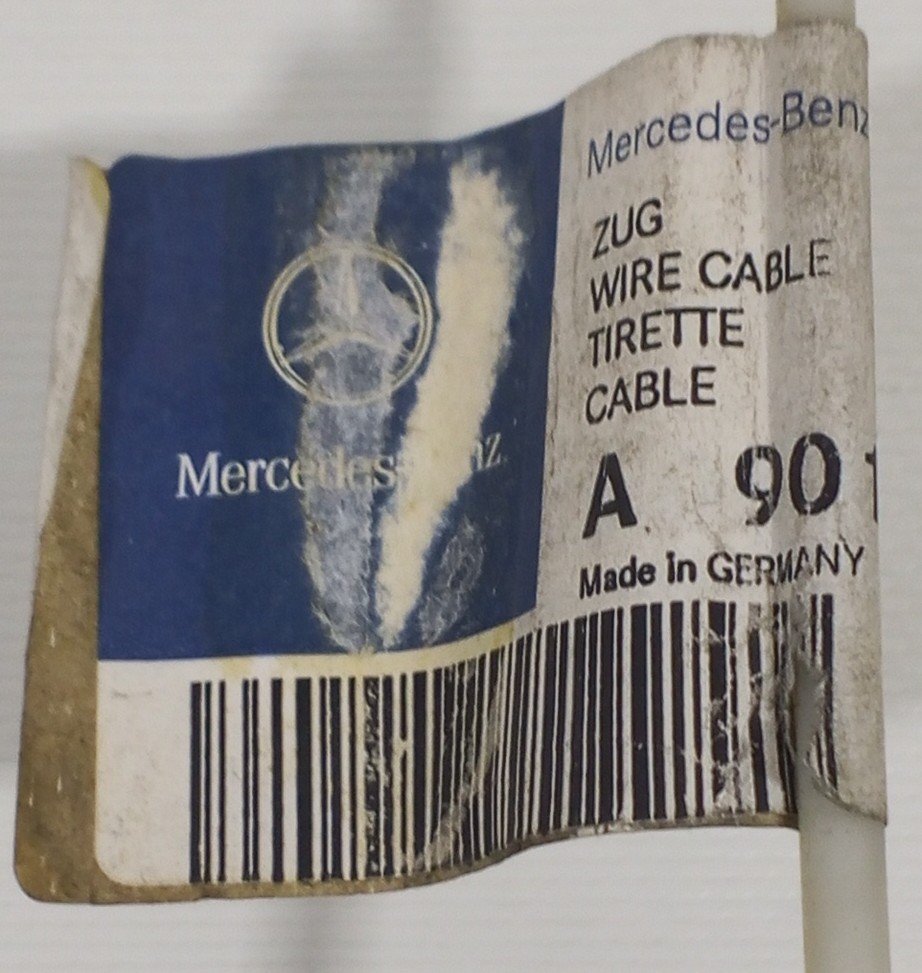 Mercedes-Benz
ZUG
WIRE CABLE
TIRETTE
CABLE
A 90
Made in GERMANY
Mercedes-Benz